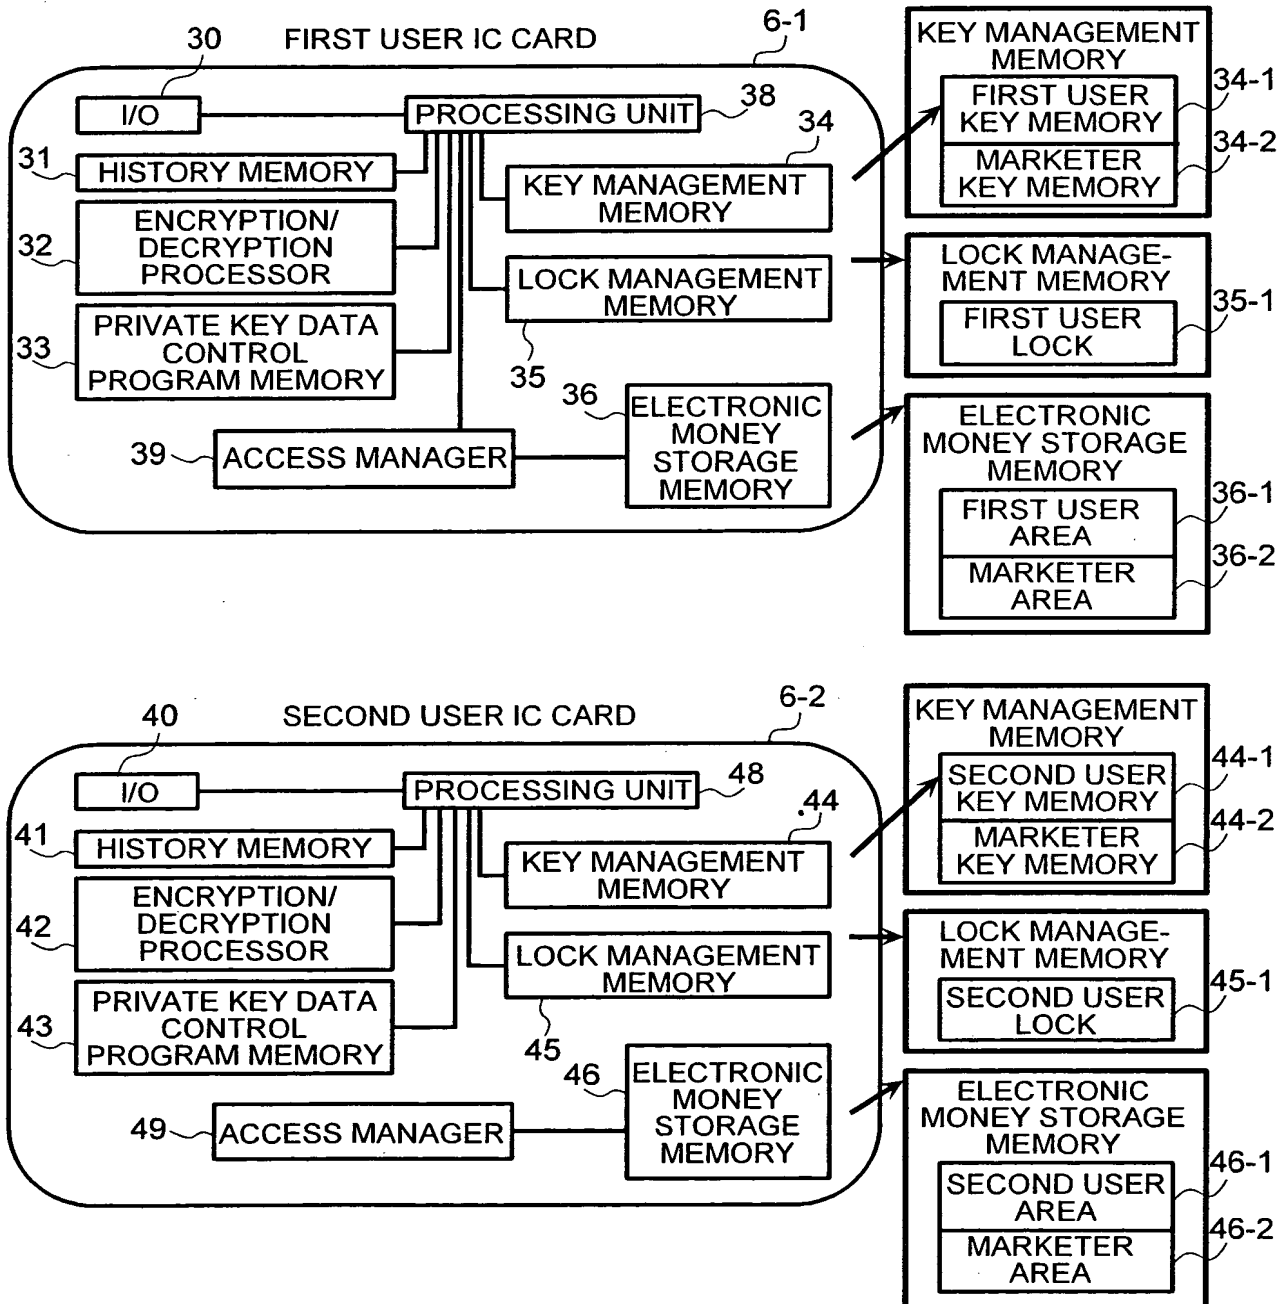 30
FIRST USER IC CARD
6-1
I/O
PROCESSING UNIT
38
31
HISTORY MEMORY
32
ENCRYPTION/
DECRYPTION
PROCESSOR
33
PRIVATE KEY DATA
CONTROL
PROGRAM MEMORY
34
KEY MANAGEMENT
MEMORY
LOCK MANAGEMENT
MEMORY
35
36
ELECTRONIC
MONEY
STORAGE
MEMORY
39
ACCESS MANAGER
KEY MANAGEMENT
MEMORY
FIRST USER
KEY MEMORY
34-1
MARKETER
KEY MEMORY
34-2
LOCK MANAGE-
MENT MEMORY
FIRST USER
LOCK
35-1
ELECTRONIC
MONEY STORAGE
MEMORY
FIRST USER
AREA
36-1
MARKETER
AREA
36-2
40
SECOND USER IC CARD
6-2
I/O
PROCESSING UNIT
48
41
HISTORY MEMORY
42
ENCRYPTION/
DECRYPTION
PROCESSOR
43
PRIVATE KEY DATA
CONTROL
PROGRAM MEMORY
44
KEY MANAGEMENT
MEMORY
LOCK MANAGEMENT
MEMORY
45
46
ELECTRONIC
MONEY
STORAGE
MEMORY
49
ACCESS MANAGER
KEY MANAGEMENT
MEMORY
SECOND USER
KEY MEMORY
44-1
MARKETER
KEY MEMORY
44-2
LOCK MANAGE-
MENT MEMORY
SECOND USER
LOCK
45-1
ELECTRONIC
MONEY STORAGE
MEMORY
SECOND USER
AREA
46-1
MARKETER
AREA
46-2